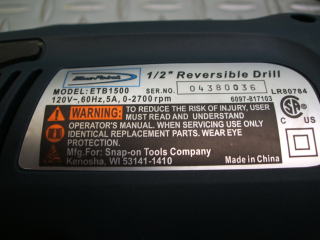 Blue-Point
1/2" Reversible Drill
MODEL: ETB1500 SER.NO. 04380036 LR80784
120V~,60Hz,5A, 0-2700rpm 6097-817103
WARNING: TO REDUCE THE RISK OF INJURY, USER
MUST READ AND UNDERSTAND
OPERATOR'S MANUAL. WHEN SERVICING USE ONLY
IDENTICAL REPLACEMENT PARTS. WEAR EYE
PROTECTION.
Mfg. For: Snap-on Tools Company
Kenosha, WI 53141-1410 Made in China
C US